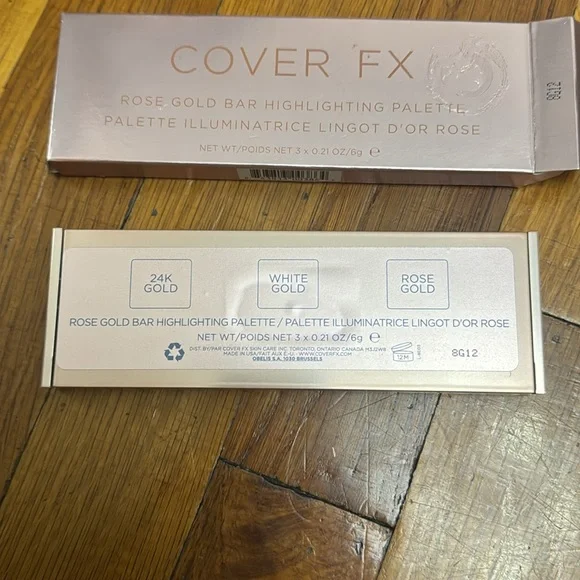 COVER FX
ROSE GOLD BAR HIGHLIGHTING PALETTE
PALETTE ILLUMINATRICE LINGOT D'OR ROSE
NET WT/POIDS NET 3 x 0.21 OZ/6g ℮
8G12
24K
GOLD
WHITE
GOLD
ROSE
GOLD
ROSE GOLD BAR HIGHLIGHTING PALETTE / PALETTE ILLUMINATRICE LINGOT D'OR ROSE
NET WT/POIDS NET 3 x 0.21 OZ/6g ℮
DIST. BY/PAR COVER FX SKIN CARE INC. TORONTO, ONTARIO CANADA
MADE IN USA/FAIT AUX É.-U. - WWW.COVERFX.COM
OBELIS S.A. 1030 BRUSSELS
12M
8G12